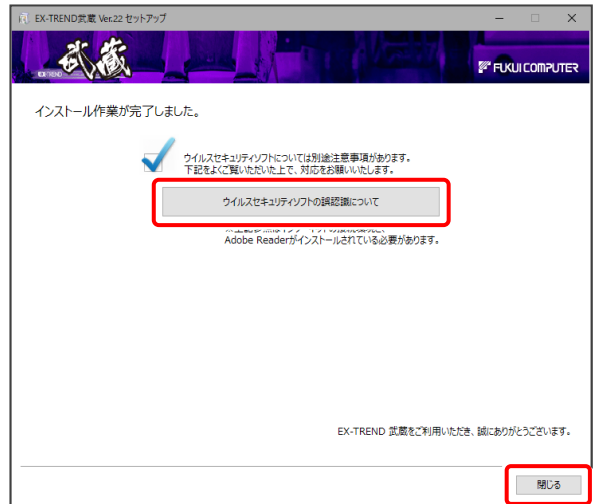 EX-TREND武蔵 Ver.22 セットアップ
EX-TREND 武蔵
FUKUI COMPUTER
インストール作業が完了しました。
ウイルスセキュリティソフトについては別途注意事項があります。
下記をよくご覧いただいた上で、対応をお願いいたします。
ウイルスセキュリティソフトの誤認識について
Adobe Readerがインストールされている必要があります。
EX-TREND 武蔵をご利用いただき、誠にありがとうございます。
閉じる